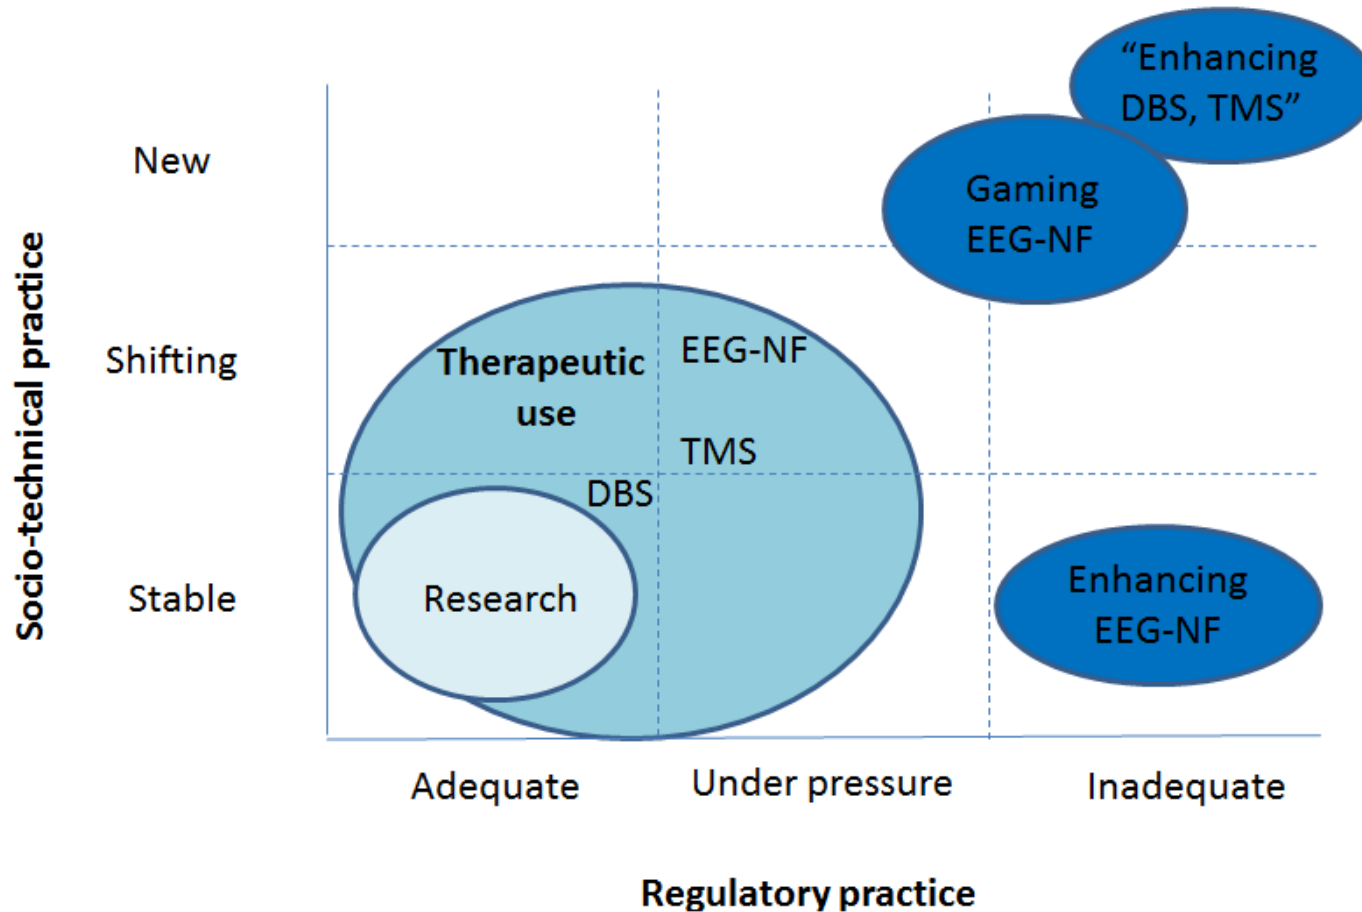 “Enhancing
DBS, TMS”
New
Gaming
EEG-NF
Socio-technical practice
Shifting
Therapeutic
use
EEG-NF
TMS
DBS
Stable
Research
Enhancing
EEG-NF
Adequate
Under pressure
Inadequate
Regulatory practice